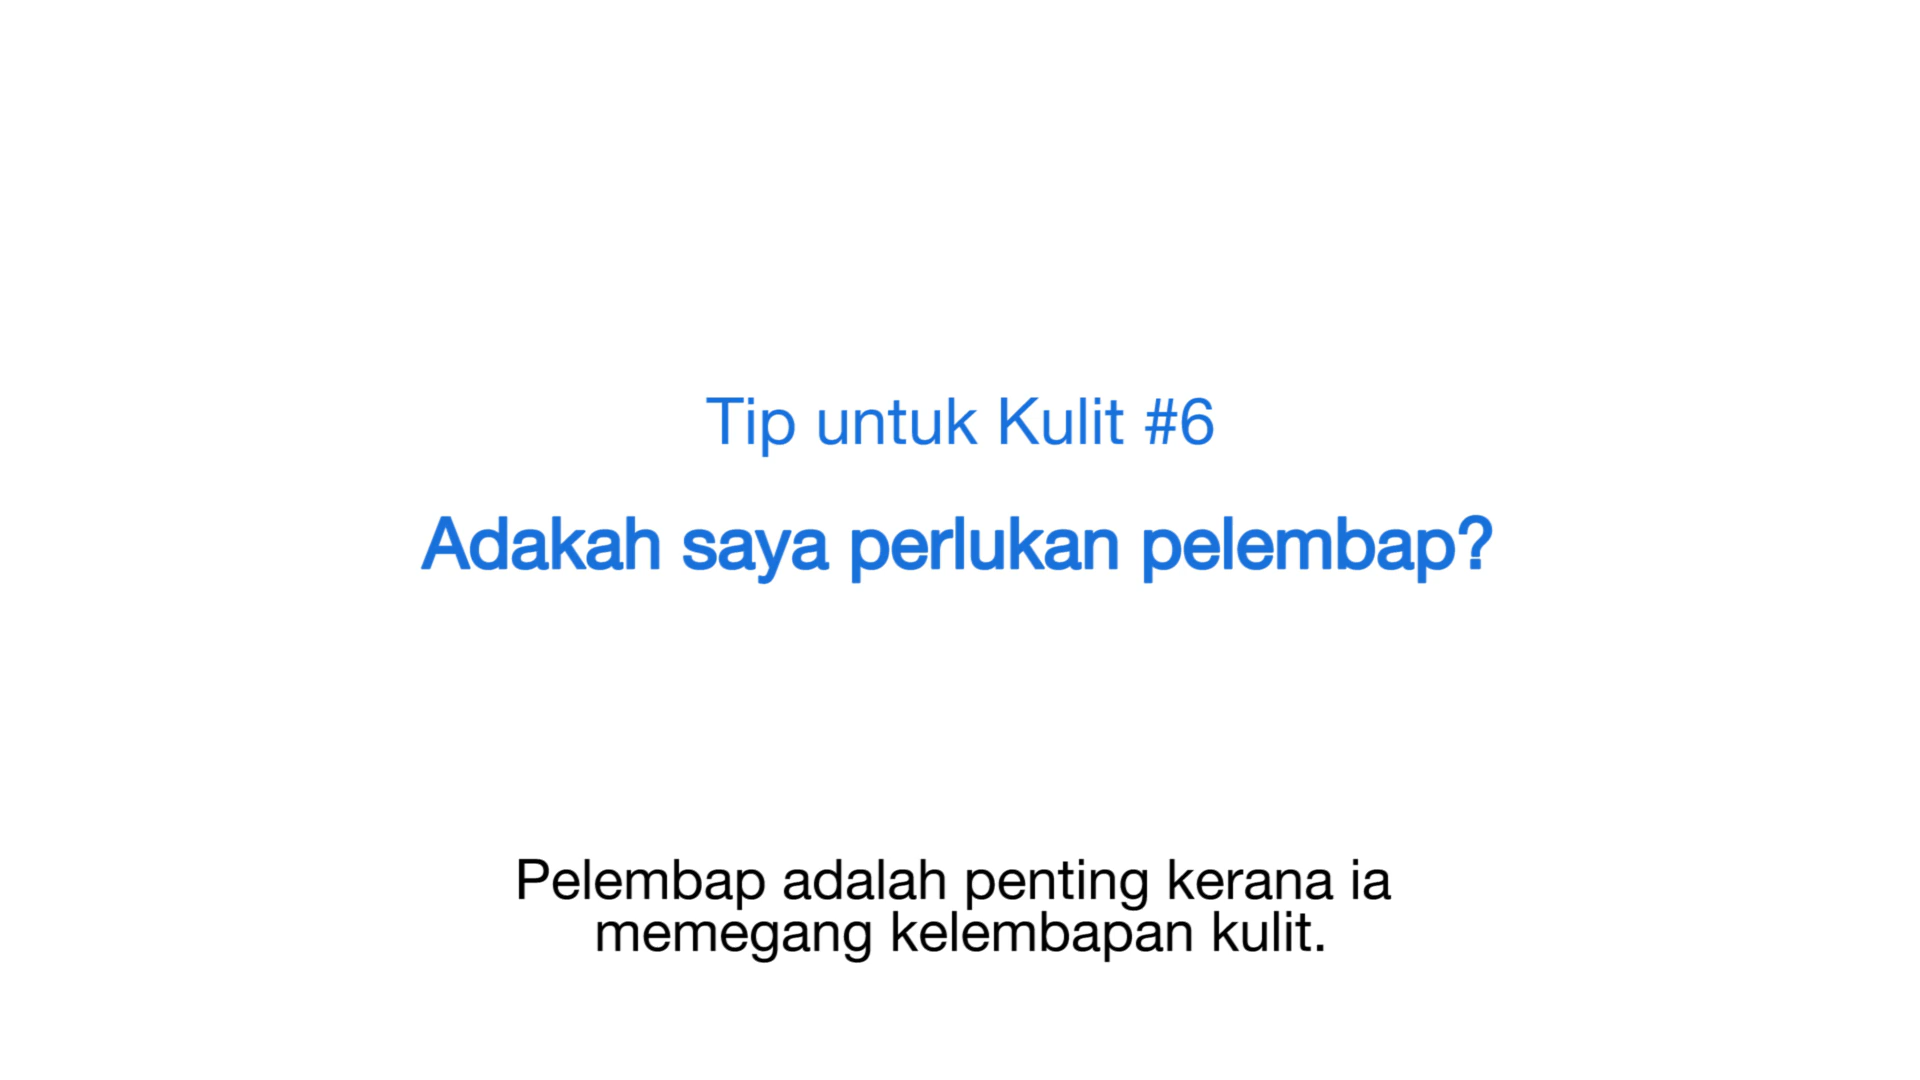 Tip untuk Kulit #6
Adakah saya perlukan pelembap?
Pelembap adalah penting kerana ia
memegang kelembapan kulit.